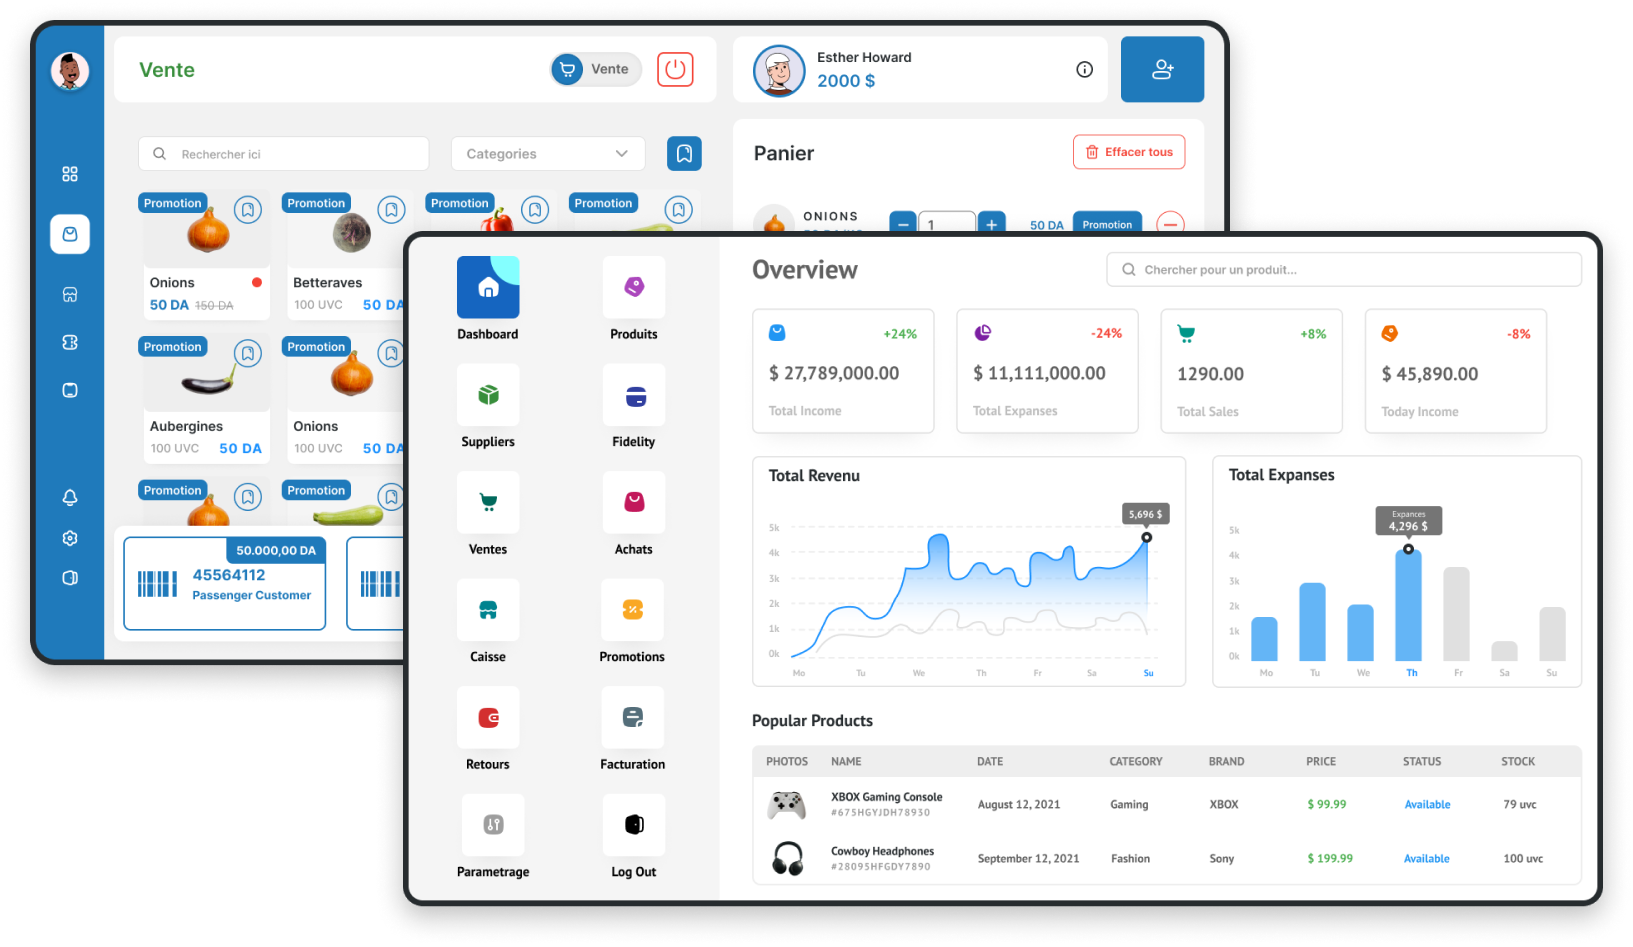 Vente
Vente
Esther Howard
2000 $
Rechercher ici
Categories
Panier
Effacer tous
Promotion
Promotion
Promotion
Promotion
ONIONS
1
50 DA
Promotion
Onions
50 DA 150 DA
Betteraves
100 UVC 50 DA
Promotion
Promotion
Aubergines
100 UVC 50 DA
Onions
100 UVC 50 DA
Promotion
Promotion
50.000,00 DA
45564112
Passenger Customer
Dashboard
Produits
Suppliers
Fidelity
Ventes
Achats
Caisse
Promotions
Retours
Facturation
Parametrage
Log Out
Overview
Chercher pour un produit...
+24%
$ 27,789,000.00
Total Income
-24%
$ 11,111,000.00
Total Expanses
+8%
1290.00
Total Sales
-8%
$ 45,890.00
Today Income
Total Revenu
5,696 $
5k
4k
3k
2k
1k
0k
Mo Tu We Th Fr Sa Su
Total Expanses
Expances
4,296 $
5k
4k
3k
2k
1k
0k
Mo Tu We Th Fr Sa Su
Popular Products
PHOTOS NAME DATE CATEGORY BRAND PRICE STATUS STOCK
XBOX Gaming Console August 12, 2021 Gaming XBOX $ 99.99 Available 79 uvc
#675HGYJDH78930
Cowboy Headphones September 12, 2021 Fashion Sony $ 199.99 Available 100 uvc
#28095HFGDY7890